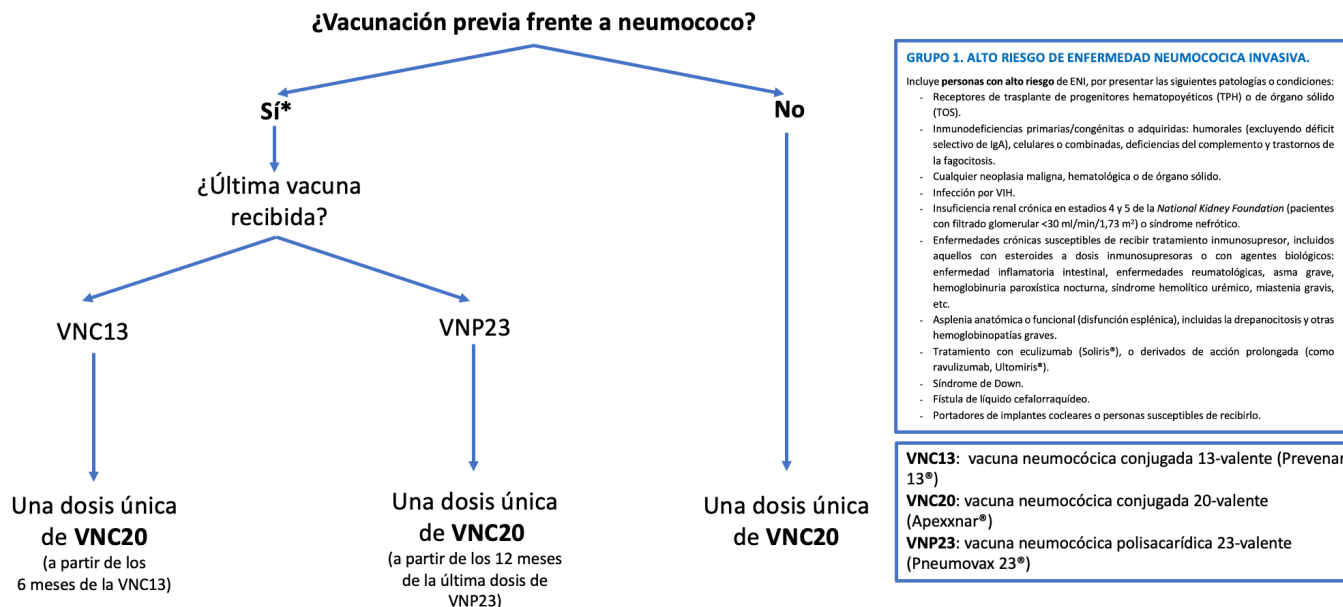 ¿Vacunación previa frente a neumococo?
Sí*
No
¿Última vacuna
recibida?
VNC13
VNP23
Una dosis única
de VNC20
(a partir de los
6 meses de la VNC13)
Una dosis única
de VNC20
(a partir de los 12 meses
de la última dosis de
VNP23)
Una dosis única
de VNC20
GRUPO 1. ALTO RIESGO DE ENFERMEDAD NEUMOCOCICA INVASIVA.
Incluye personas con alto riesgo de ENI, por presentar las siguientes patologías o condiciones:
- Receptores de trasplante de progenitores hematopoyéticos (TPH) o de órgano sólido
(TOS).
- Inmunodeficiencias primarias/congénitas o adquiridas: humorales (excluyendo déficit
selectivo de IgA), celulares o combinadas, deficiencias del complemento y trastornos de
la fagocitosis.
- Cualquier neoplasia maligna, hematológica o de órgano sólido.
- Infección por VIH.
- Insuficiencia renal crónica en estadios 4 y 5 de la National Kidney Foundation (pacientes
con filtrado glomerular <30 ml/min/1,73 m²) o síndrome nefrótico.
- Enfermedades crónicas susceptibles de recibir tratamiento inmunosupresor, incluidos
aquellos con esteroides a dosis inmunosupresoras o con agentes biológicos:
enfermedad inflamatoria intestinal, enfermedades reumatológicas, asma grave,
hemoglobinuria paroxística nocturna, síndrome hemolítico urémico, miastenia gravis,
etc.
- Asplenia anatómica o funcional (disfunción esplénica), incluidas la drepanocitosis y otras
hemoglobinopatías graves.
- Tratamiento con eculizumab (Soliris®), o derivados de acción prolongada (como
ravulizumab, Ultomiris®).
- Síndrome de Down.
- Fístula de líquido cefalorraquídeo.
- Portadores de implantes cocleares o personas susceptibles de recibirlo.
VNC13: vacuna neumocócica conjugada 13-valente (Prevenar
13®)
VNC20: vacuna neumocócica conjugada 20-valente
(Apexxnar®)
VNP23: vacuna neumocócica polisacarídica 23-valente
(Pneumovax 23®)